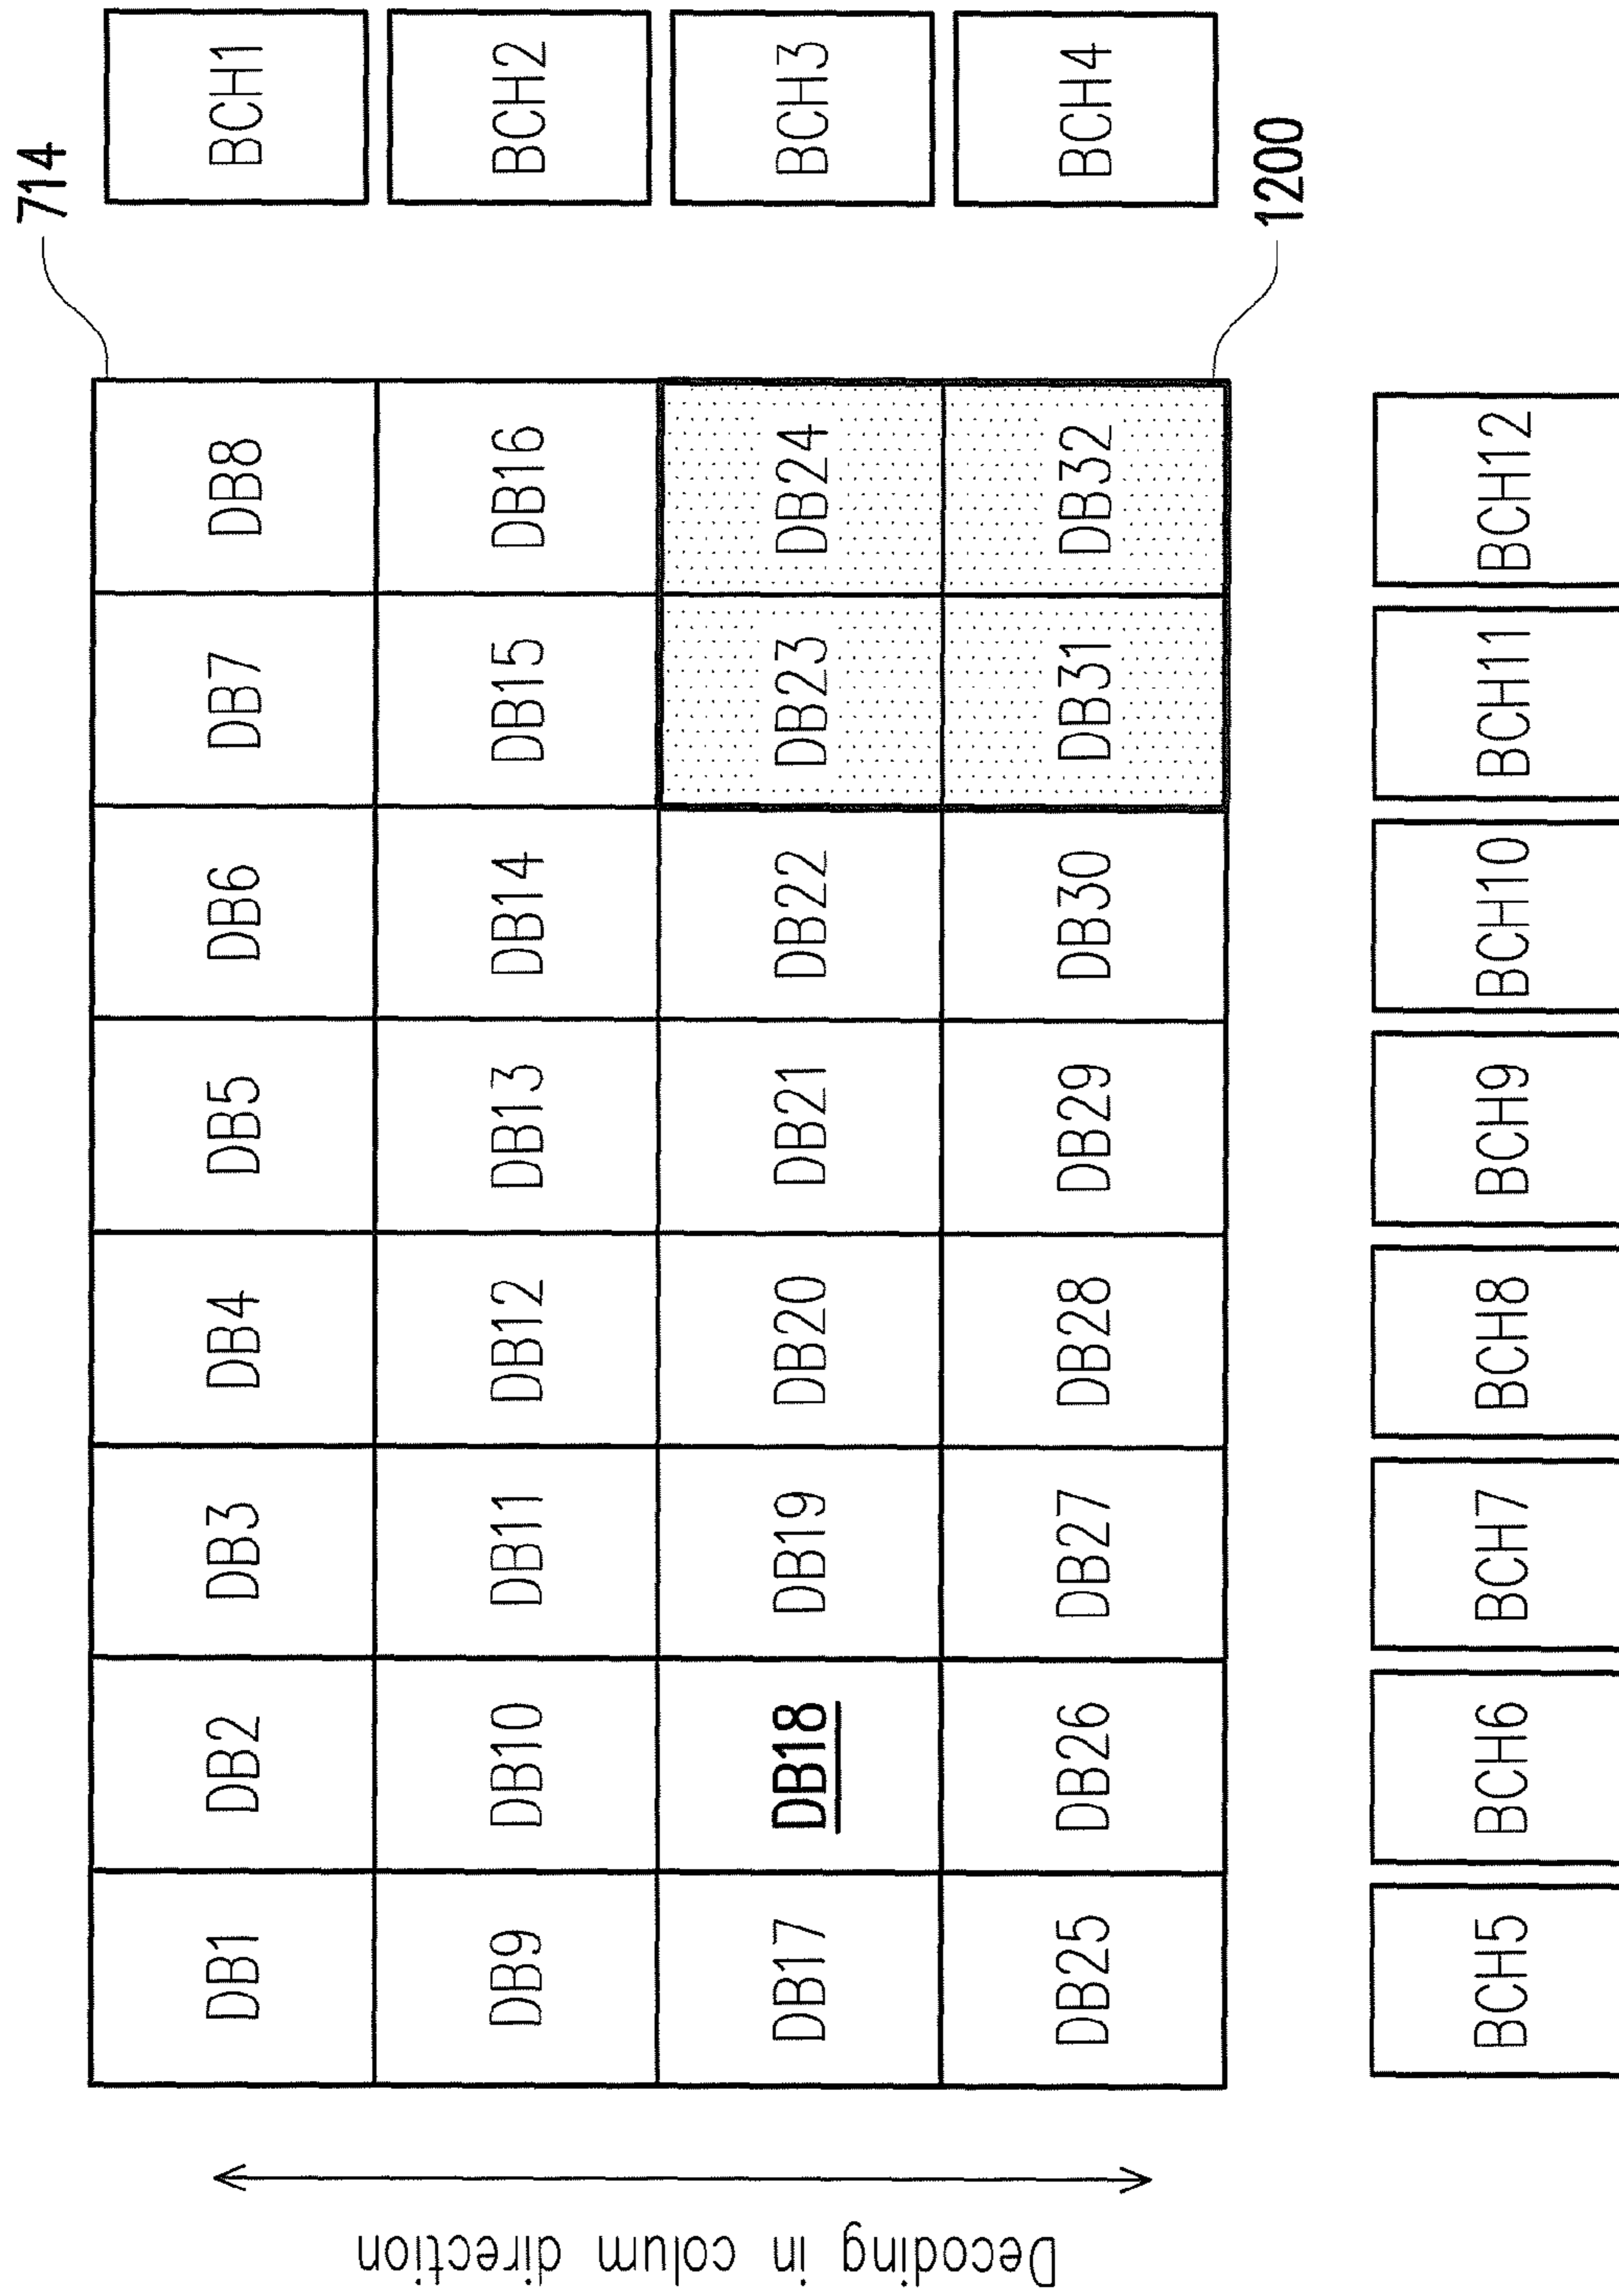 714
DB1 DB2 DB3 DB4 DB5 DB6 DB7 DB8 BCH1
DB9 DB10 DB11 DB12 DB13 DB14 DB15 DB16 BCH2
DB17 DB18 DB19 DB20 DB21 DB22 DB23 DB24 BCH3
DB25 DB26 DB27 DB28 DB29 DB30 DB31 DB32 BCH4
1200
BCH5 BCH6 BCH7 BCH8 BCH9 BCH10 BCH11 BCH12
Decoding in colum direction